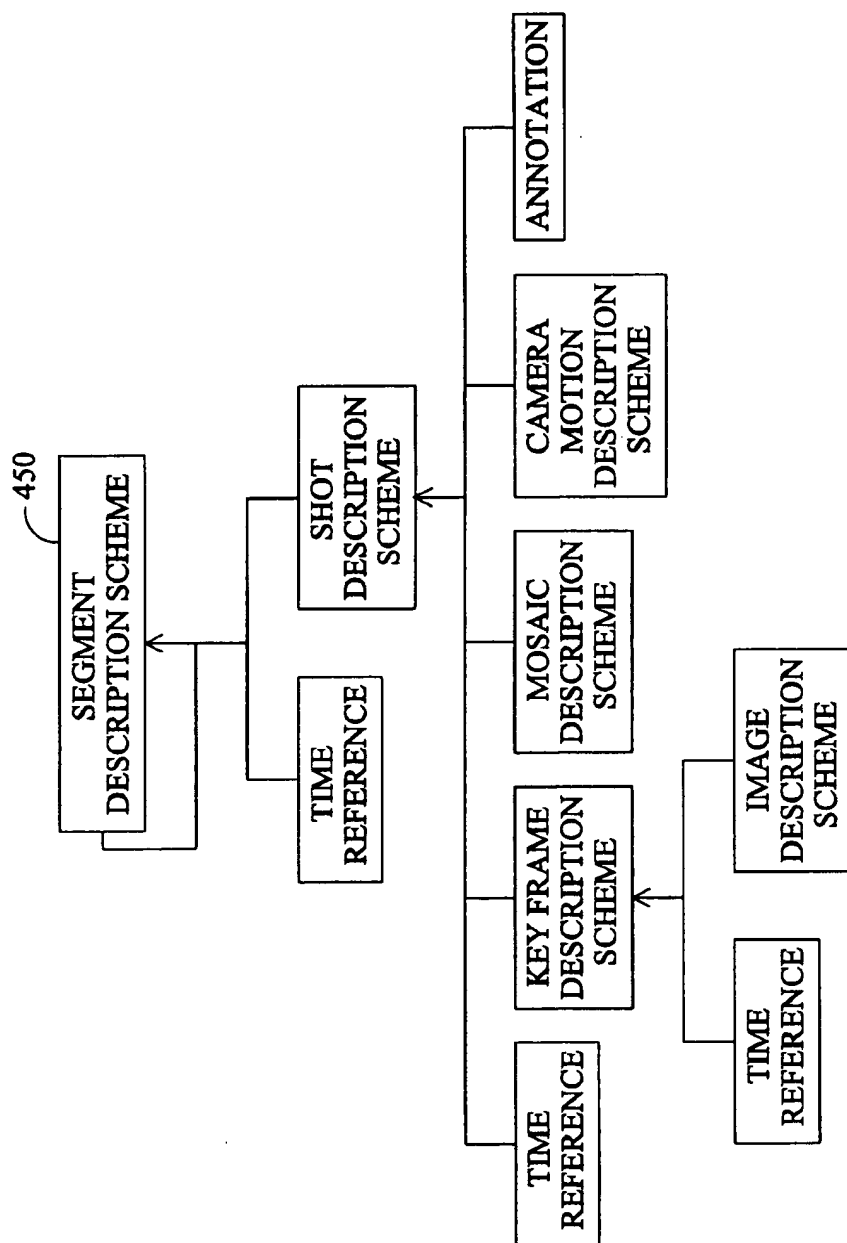 450
SEGMENT
DESCRIPTION SCHEME
TIME
REFERENCE
SHOT
DESCRIPTION
SCHEME
TIME
REFERENCE
KEY FRAME
DESCRIPTION
SCHEME
MOSAIC
DESCRIPTION
SCHEME
CAMERA
MOTION
DESCRIPTION
SCHEME
ANNOTATION
TIME
REFERENCE
IMAGE
DESCRIPTION
SCHEME